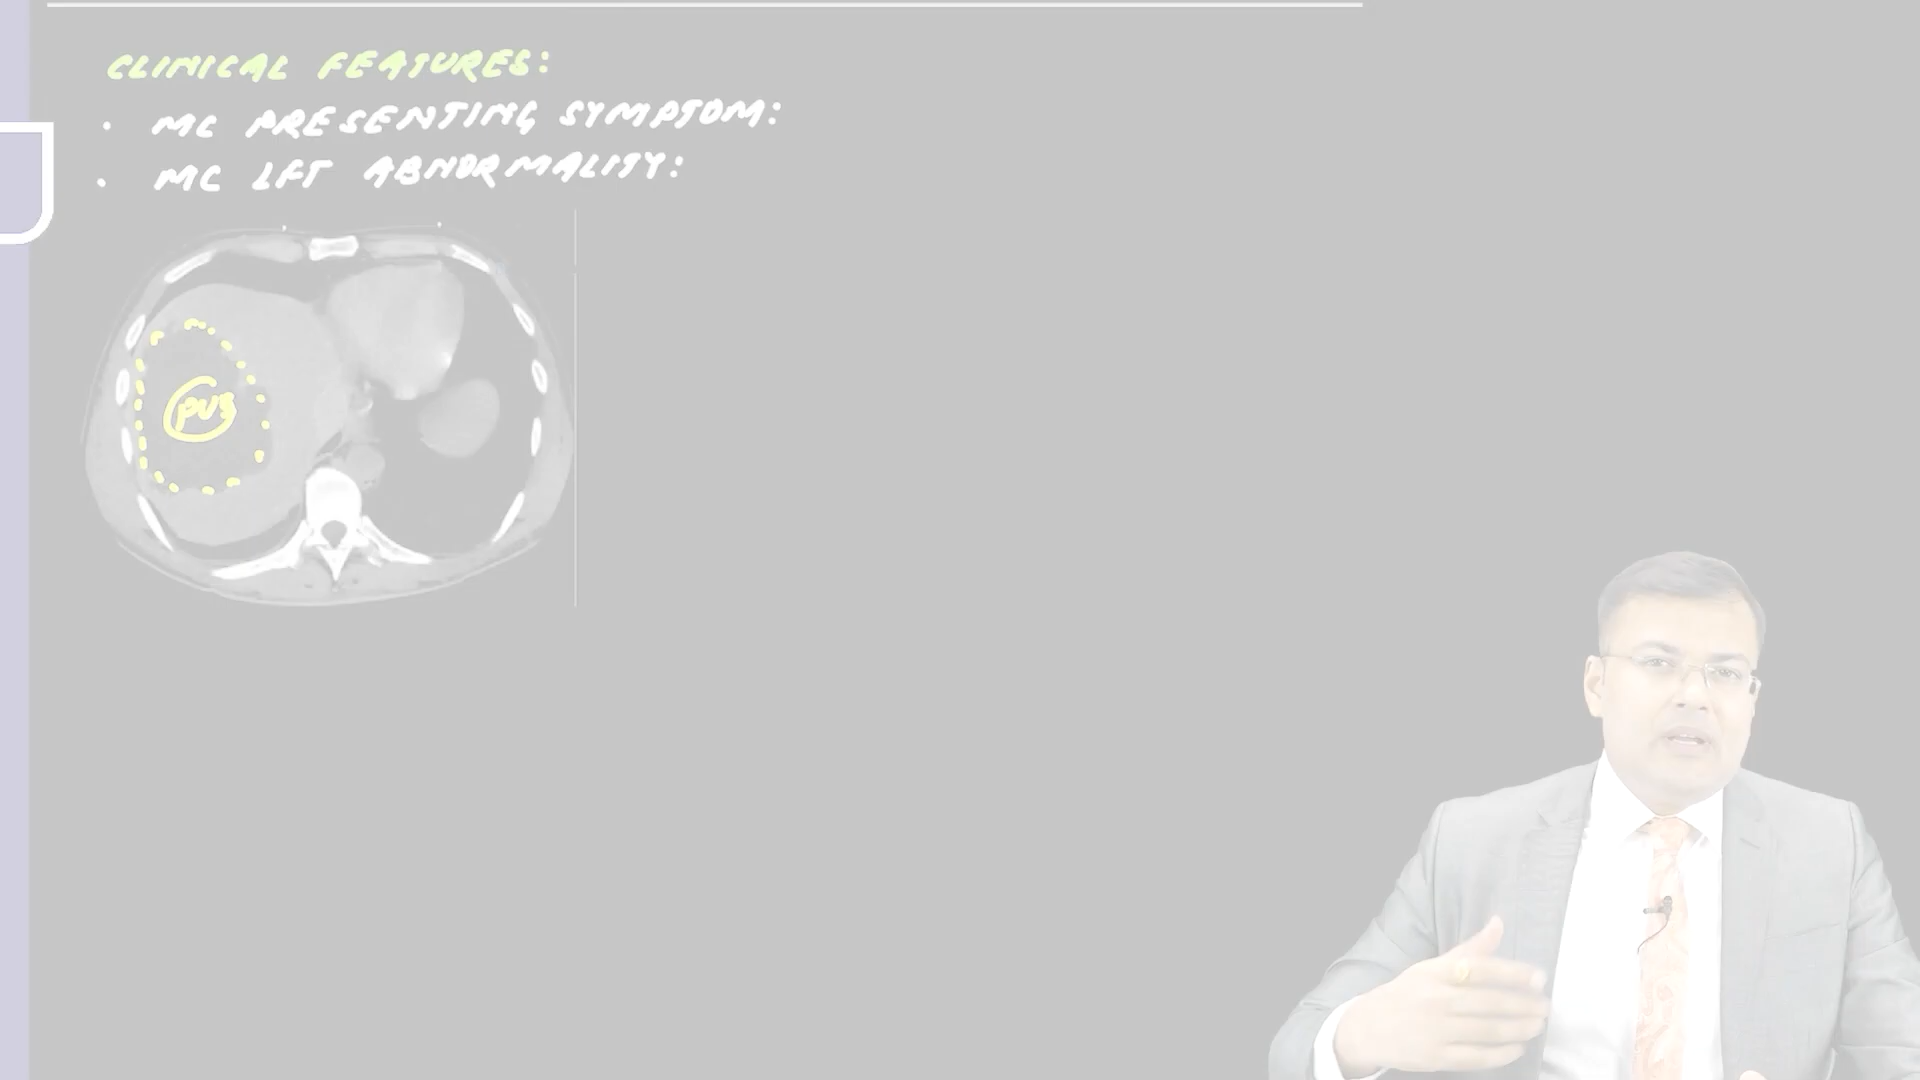 CLINICAL FEATURES:
• MC PRESENTING SYMPTOM:
• MC LFT ABNORMALITY:
PUS